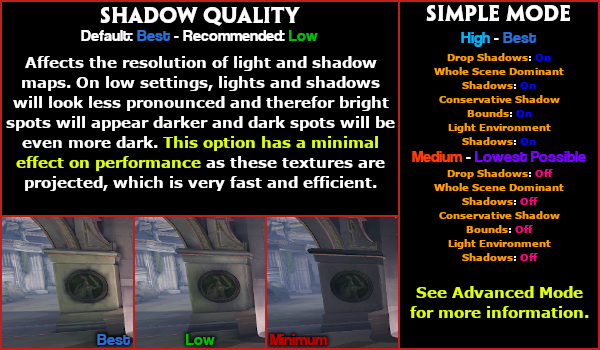 SHADOW QUALITY
Default: Best - Recommended: Low
Affects the resolution of light and shadow
maps. On low settings, lights and shadows
will look less pronounced and therefor bright
spots will appear darker and dark spots will be
even more dark. This option has a minimal
effect on performance as these textures are
projected, which is very fast and efficient.
Best
Low
Minimum
SIMPLE MODE
High - Best
Drop Shadows: On
Whole Scene Dominant
Shadows: On
Conservative Shadow
Bounds: On
Light Environment
Shadows: On
Medium - Lowest Possible
Drop Shadows: Off
Whole Scene Dominant
Shadows: Off
Conservative Shadow
Bounds: Off
Light Environment
Shadows: Off
See Advanced Mode
for more information.